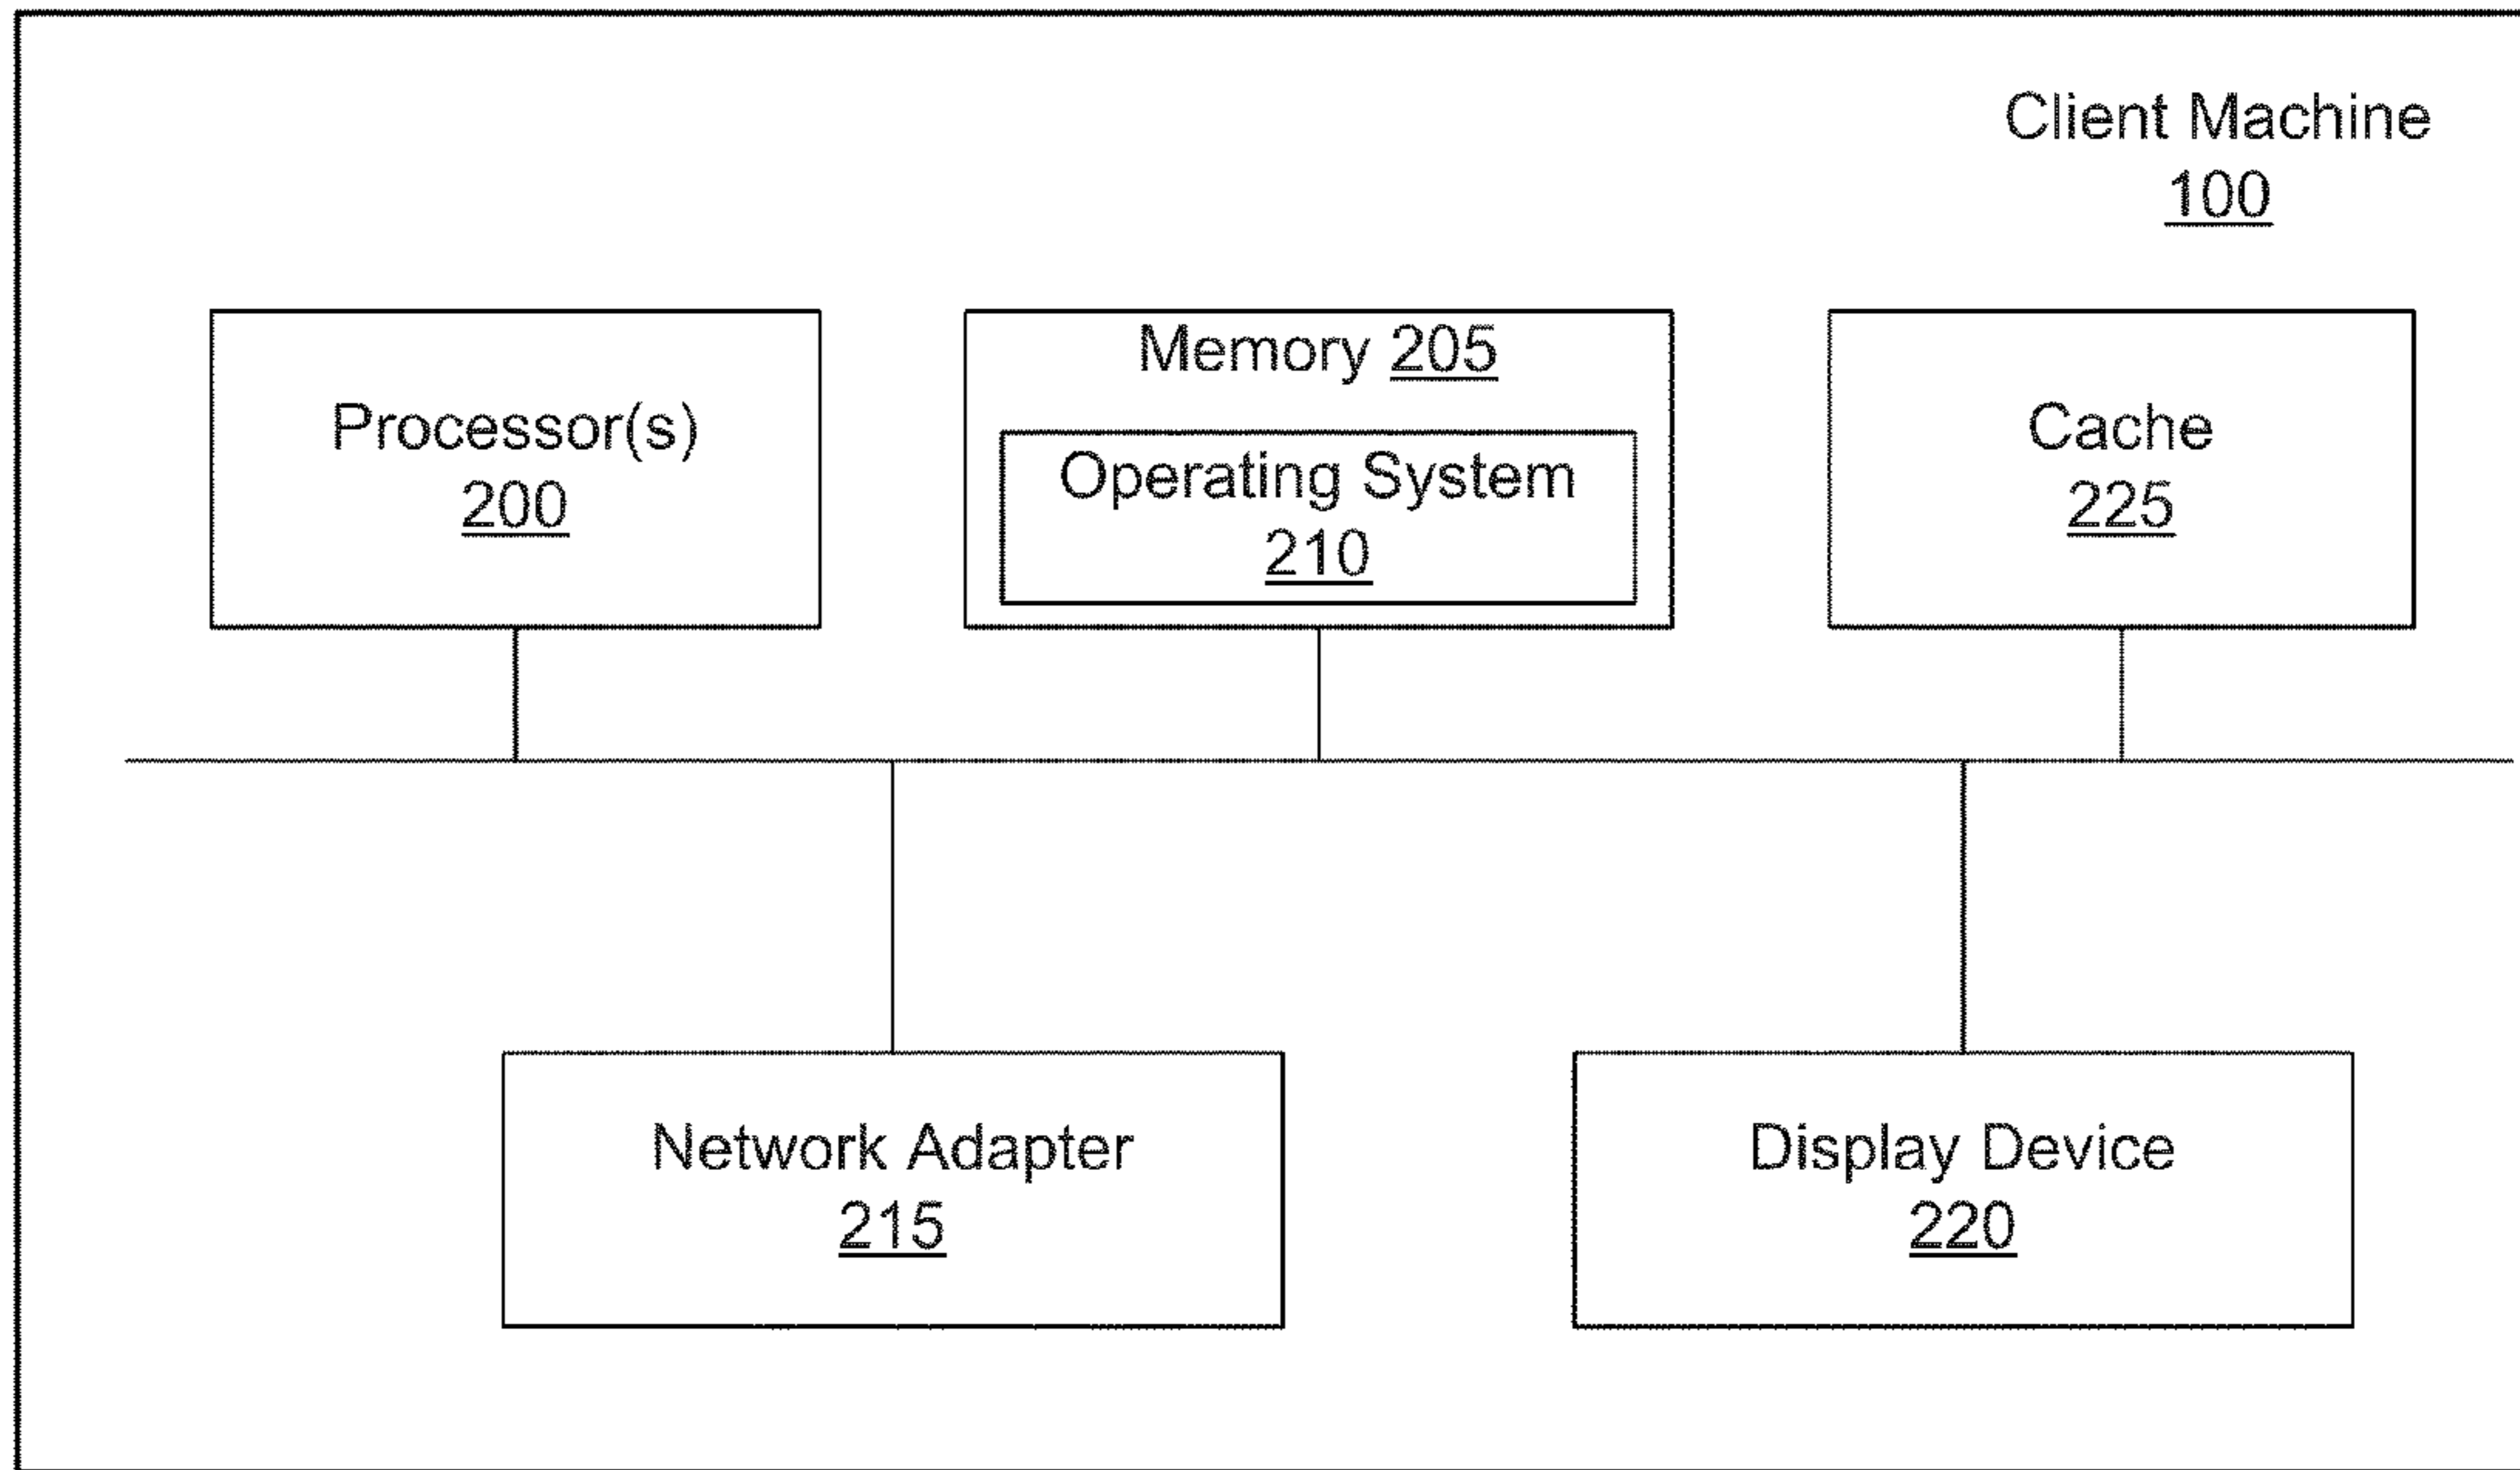 Client Machine
100
Processor(s)
200
Memory 205
Operating System
210
Cache
225
Network Adapter
215
Display Device
220